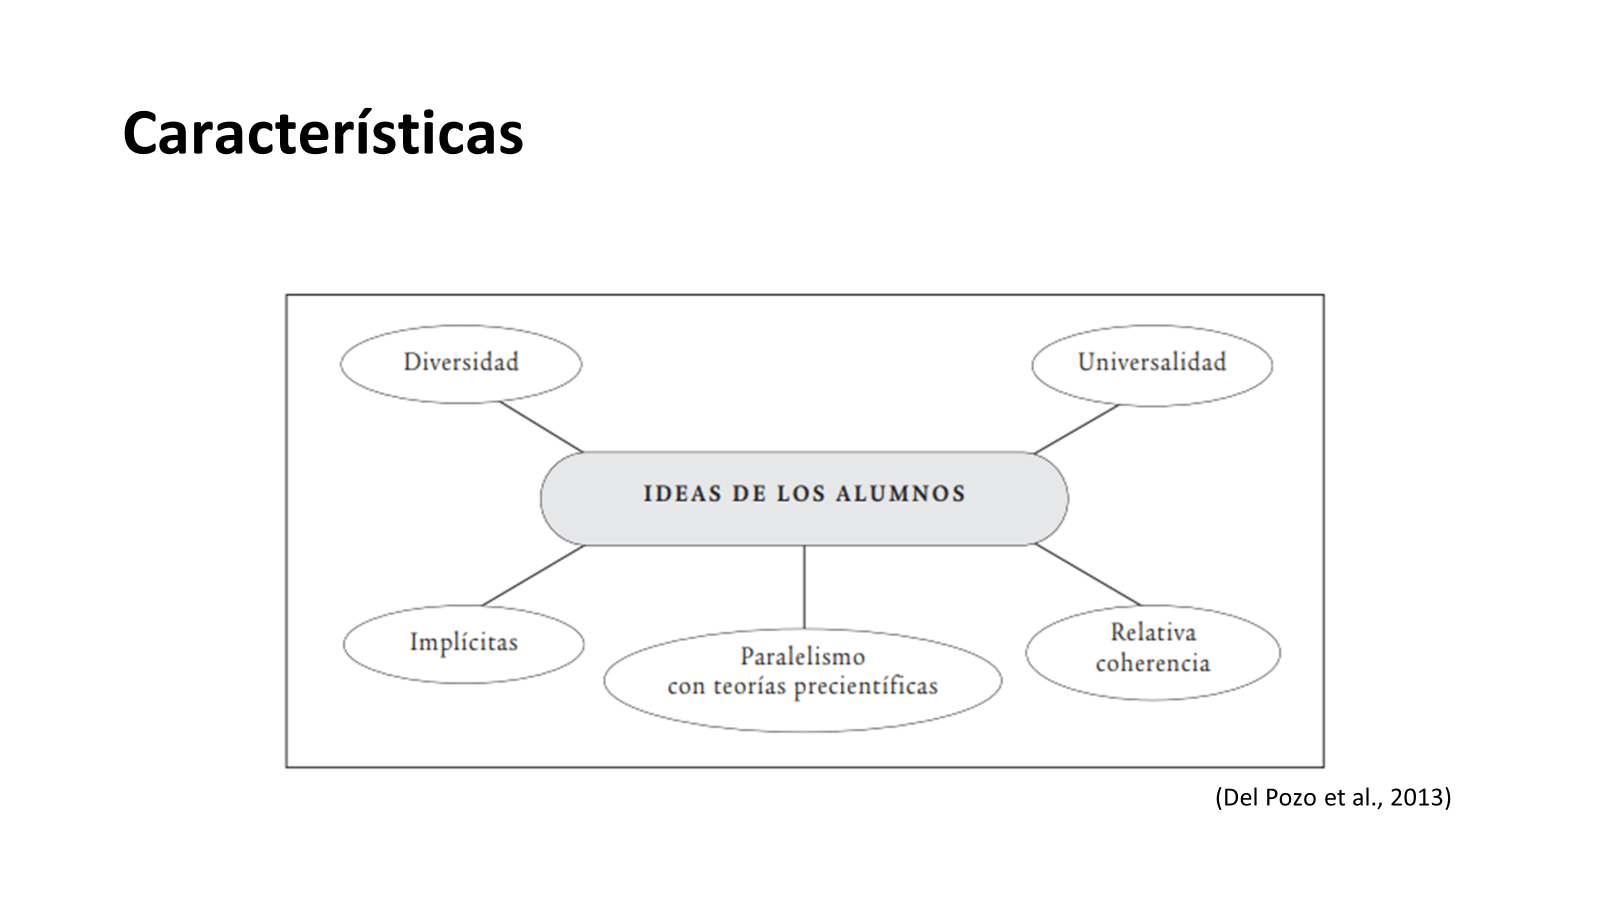 Características
Diversidad
Universalidad
IDEAS DE LOS ALUMNOS
Implícitas
Paralelismo
con teorías precientíficas
Relativa
coherencia
(Del Pozo et al., 2013)